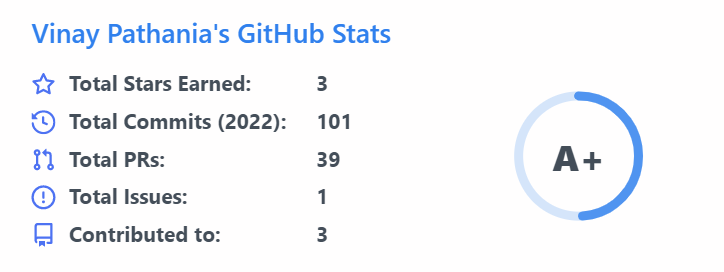 Vinay Pathania's GitHub Stats
Total Stars Earned: 3
Total Commits (2022): 101
Total PRs: 39
Total Issues: 1
Contributed to: 3
A+